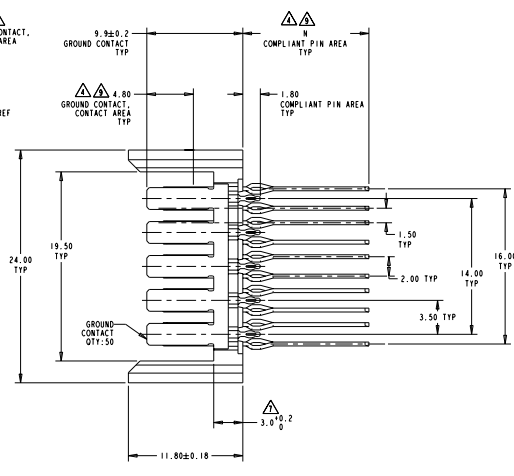 CONTACT,
AREA
REF
9.9±0.2
GROUND CONTACT
TYP
4 9
N
COMPLIANT PIN AREA
TYP
4 9 4.80
GROUND CONTACT,
CONTACT AREA
TYP
1.80
COMPLIANT PIN AREA
TYP
24.00
TYP
19.50
TYP
1.50
TYP
2.00 TYP
14.00
TYP
16.00
TYP
3.50 TYP
GROUND
CONTACT
QTY:50
7
3.0 +0.2
0
11.80±0.18